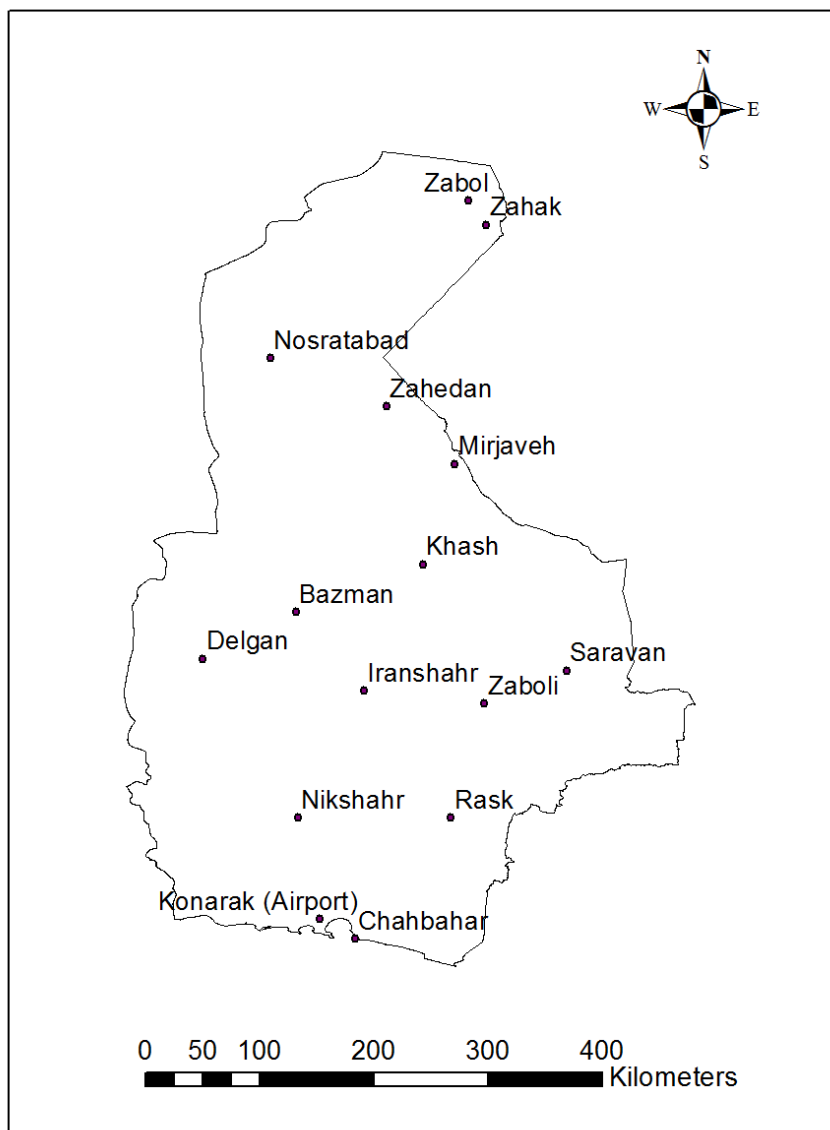 N
W E
S
Zabol
Zahak
Nosratabad
Zahedan
Mirjaveh
Khash
Bazman
Delgan
Saravan
Iranshahr
Zaboli
Nikshahr
Rask
Konarak (Airport)
Chahbahar
0 50 100 200 300 400
Kilometers